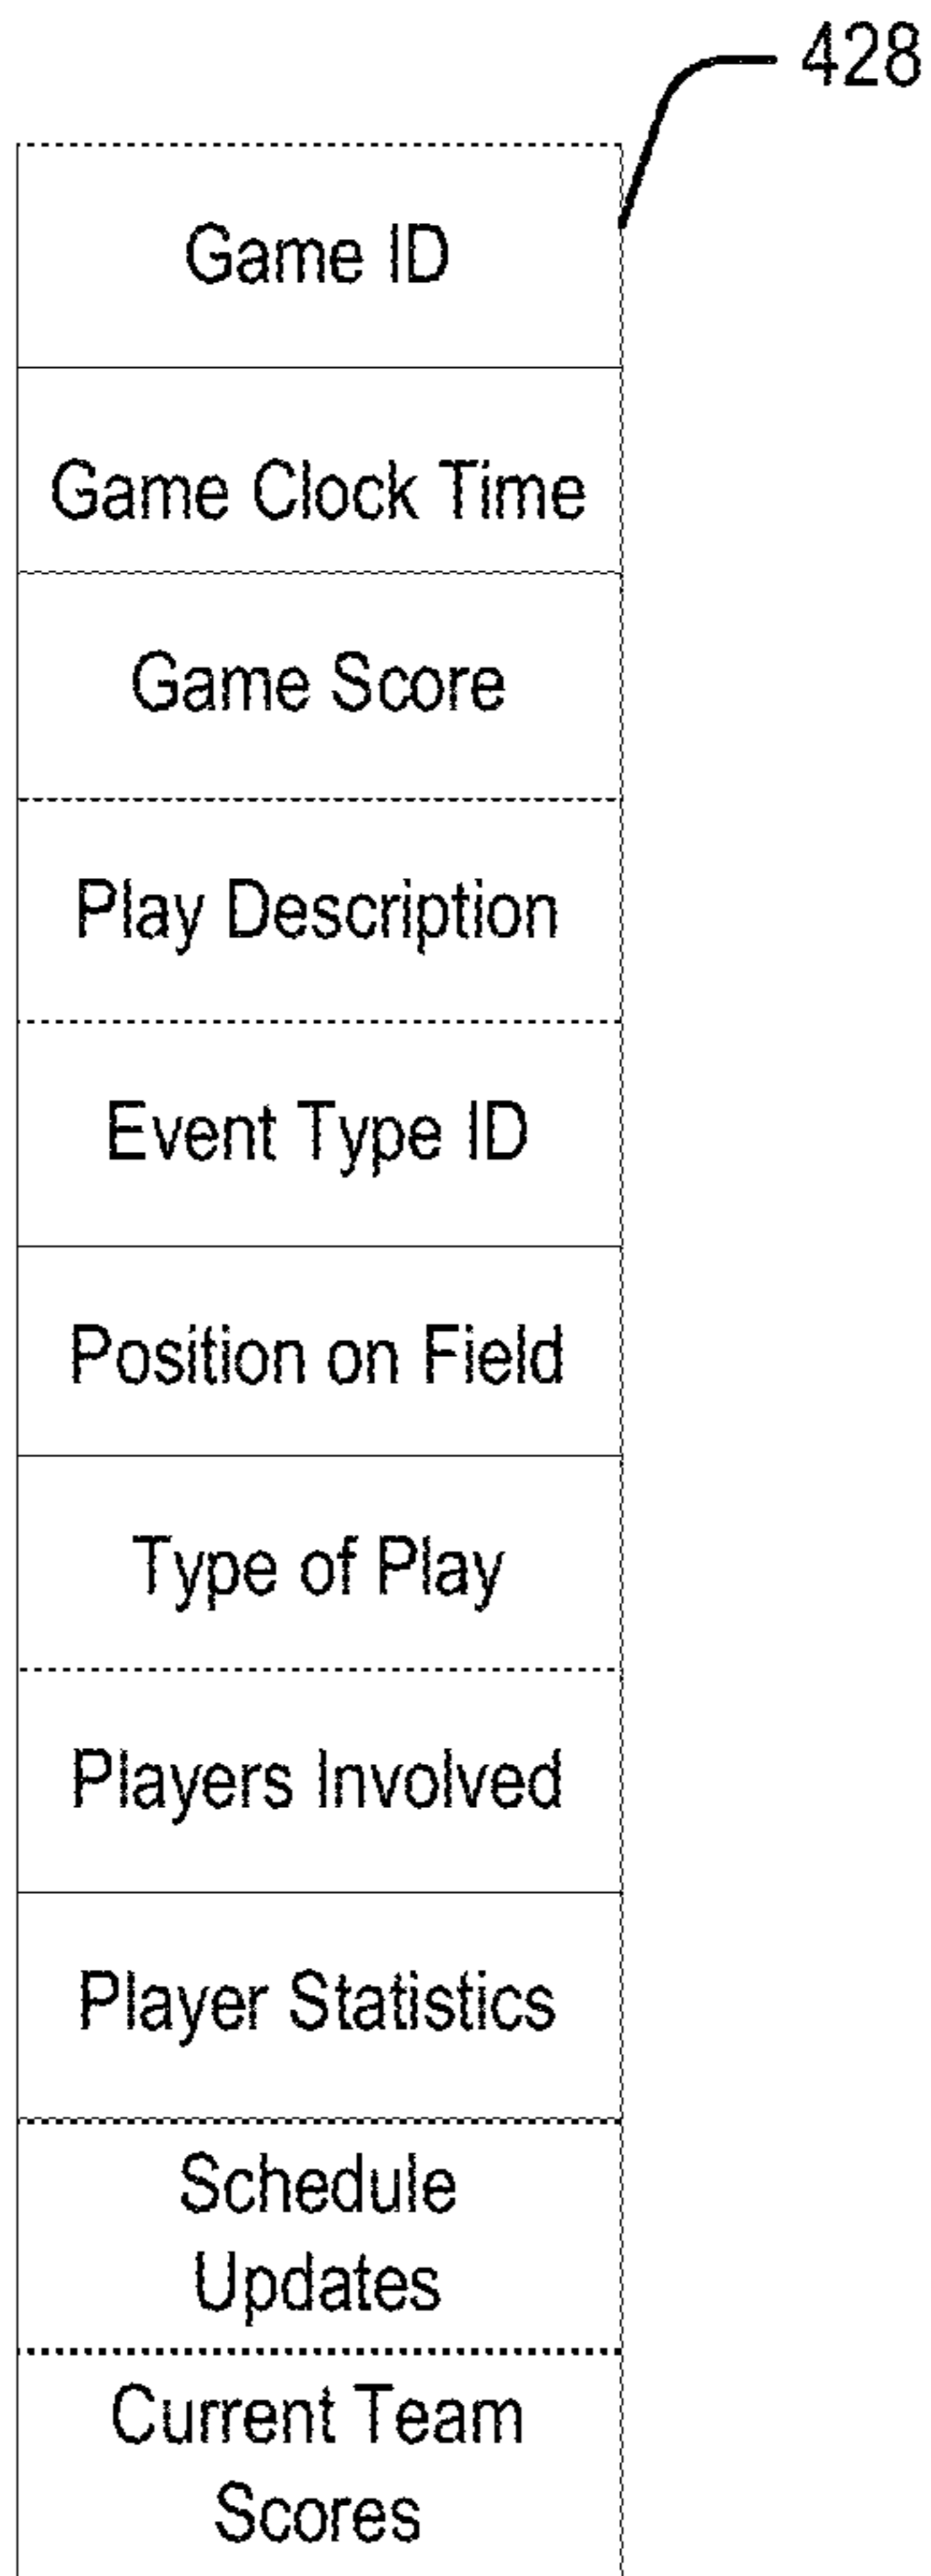 428
Game ID
Game Clock Time
Game Score
Play Description
Event Type ID
Position on Field
Type of Play
Players Involved
Player Statistics
Schedule
Updates
Current Team
Scores